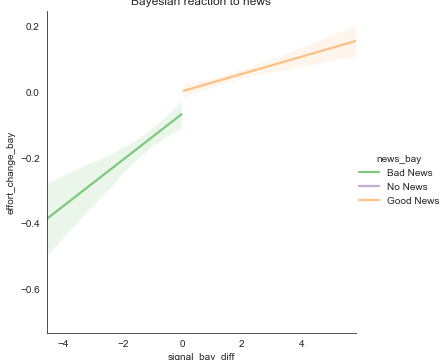 Bayesian reaction to news
0.2
0.0
−0.2
−0.4
−0.6
effort_change_bay
−4
−2
0
2
4
signal_bay_diff
news_bay
Bad News
No News
Good News